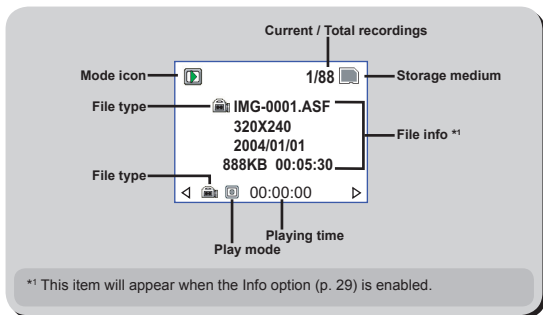 Current / Total recordings
Mode icon
1/88
Storage medium
File type
IMG-0001.ASF
320X240
2004/01/01
888KB 00:05:30
File info *1
File type
00:00:00
Playing time
Play mode
*1 This item will appear when the Info option (p. 29) is enabled.